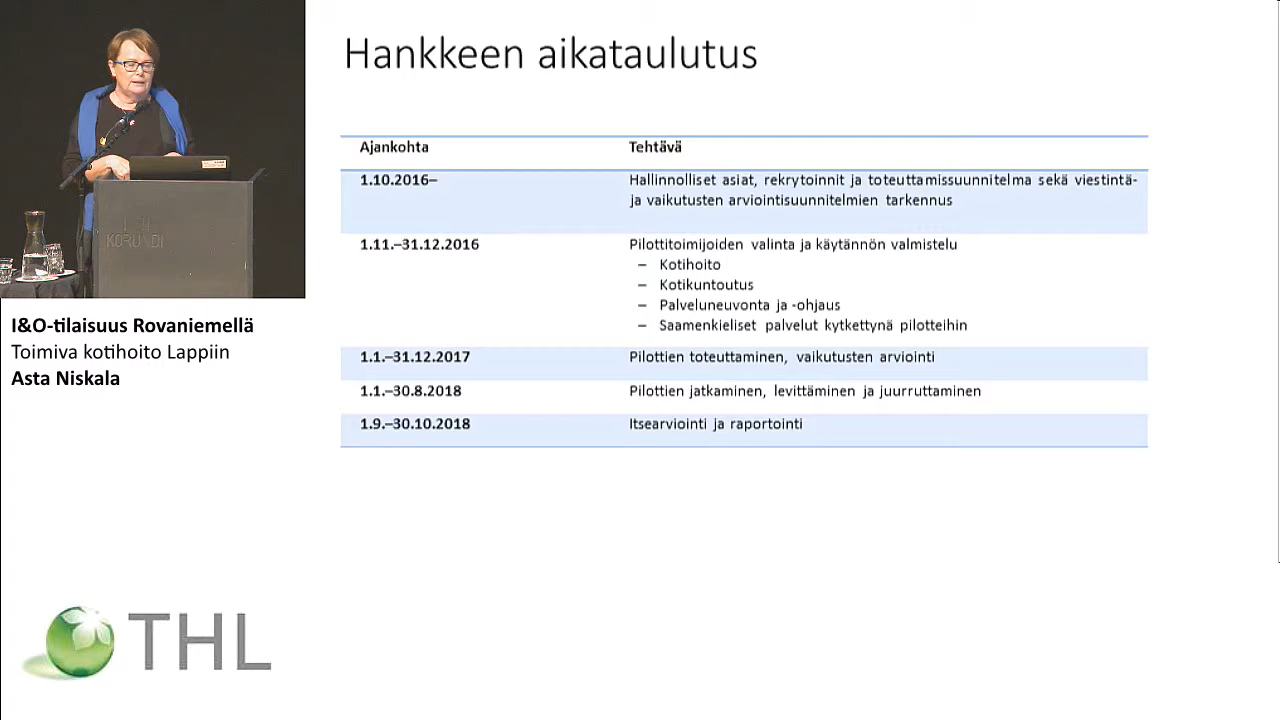 Hankkeen aikataulutus
Ajankohta Tehtävä
1.10.2016– Hallinnolliset asiat, rekrytoinnit ja toteuttamissuunnitelma sekä viestintä-
ja vaikutusten arviointisuunnitelmien tarkennus
1.11.–31.12.2016 Pilottitoimijoiden valinta ja käytännön valmistelu
– Kotihoito
– Kotikuntoutus
– Palveluneuvonta ja -ohjaus
– Saamenkieliset palvelut kytkettynä pilotteihin
1.1.–31.12.2017 Pilottien toteuttaminen, vaikutusten arviointi
1.1.–30.8.2018 Pilottien jatkaminen, levittäminen ja juurruttaminen
1.9.–30.10.2018 Itsearviointi ja raportointi
KORUNDI
I&O-tilaisuus Rovaniemellä
Toimiva kotihoito Lappiin
Asta Niskala
THL